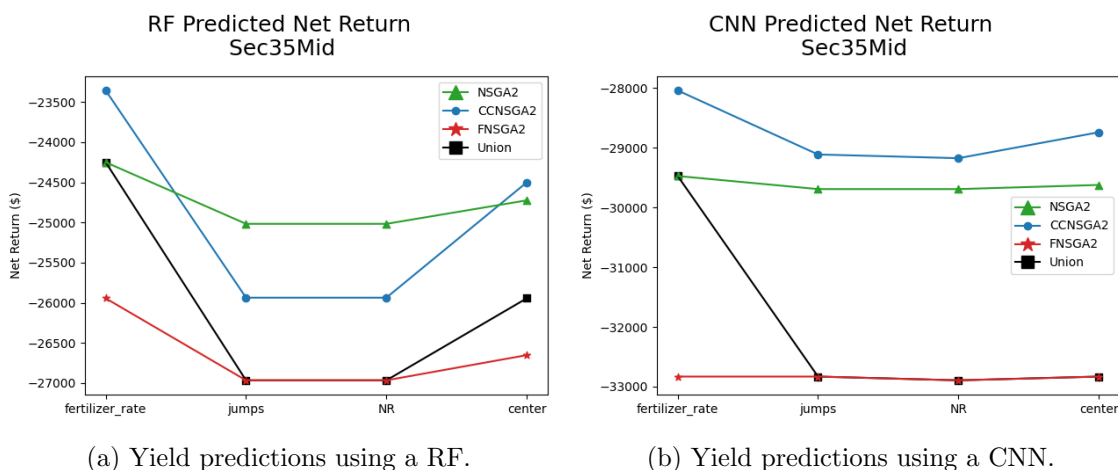 RF Predicted Net Return
Sec35Mid
Net Return ($)
−23500
−24000
−24500
−25000
−25500
−26000
−26500
−27000
NSGA2
CCNSGA2
FNSGA2
Union
fertilizer_rate
jumps
NR
center
(a) Yield predictions using a RF.
CNN Predicted Net Return
Sec35Mid
Net Return ($)
−28000
−29000
−30000
−31000
−32000
−33000
NSGA2
CCNSGA2
FNSGA2
Union
fertilizer_rate
jumps
NR
center
(b) Yield predictions using a CNN.